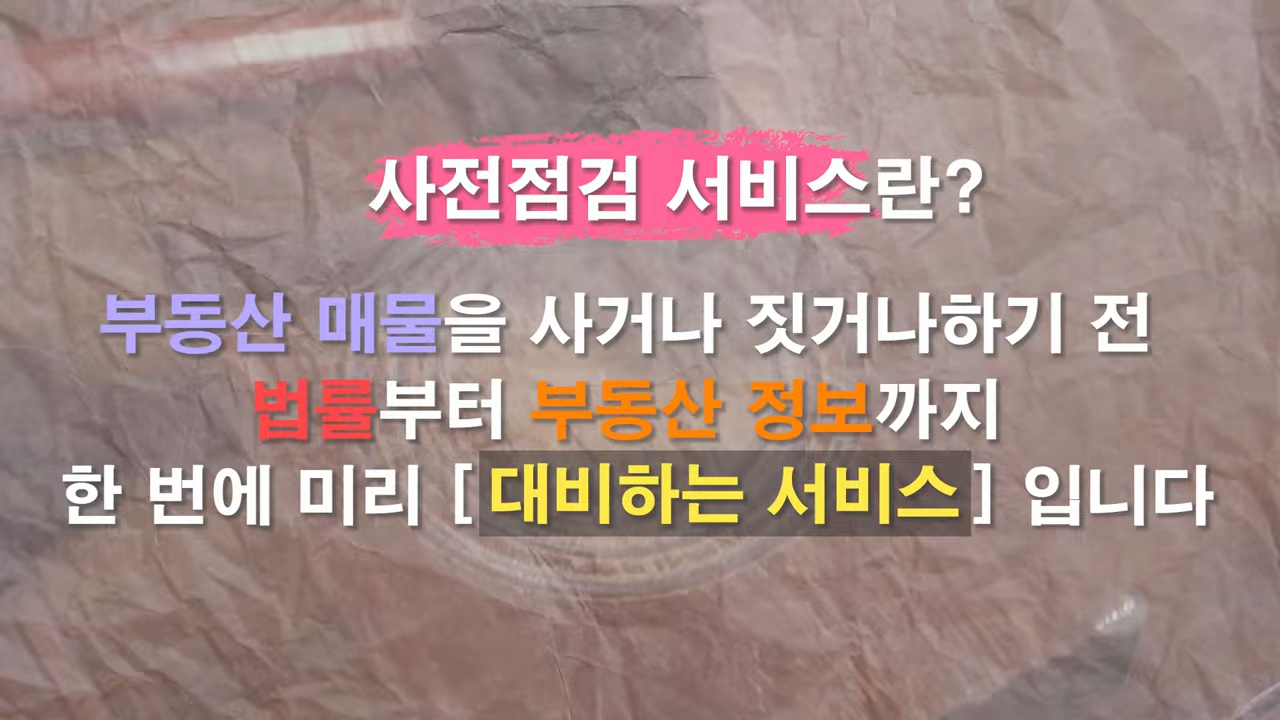 사전점검 서비스란?
부동산 매물을 사거나 짓거나하기 전
법률부터 부동산 정보까지
한 번에 미리 [대비하는 서비스] 입니다